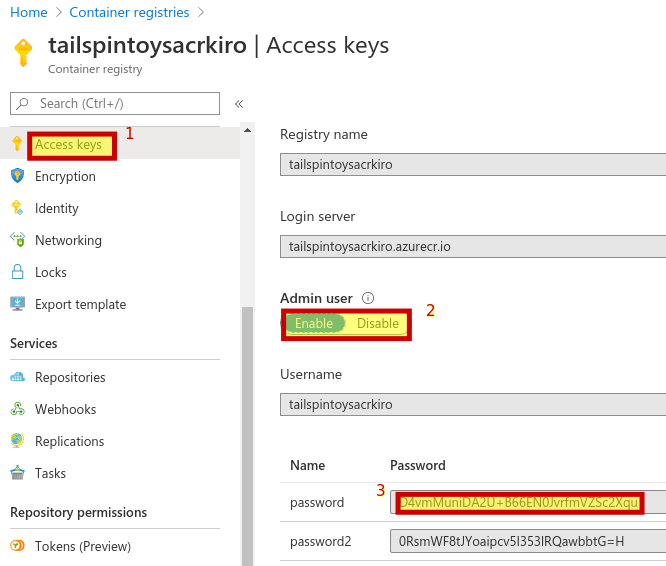 Home > Container registries >
tailspintoysacrkiro | Access keys
Container registry
Search (Ctrl+/)
«
Access keys
1
Encryption
Identity
Networking
Locks
Export template
Services
Repositories
Webhooks
Replications
Tasks
Repository permissions
Tokens (Preview)
Registry name
tailspintoysacrkiro
Login server
tailspintoysacrkiro.azurecr.io
Admin user
Enable Disable
2
Username
tailspintoysacrkiro
Name Password
3
password D4vmMuniDA2U+B66EN0JvrfmVZSc2Xqu
password2 0RsmWF8tJYoaipcv5I353lRQawbbtG=H